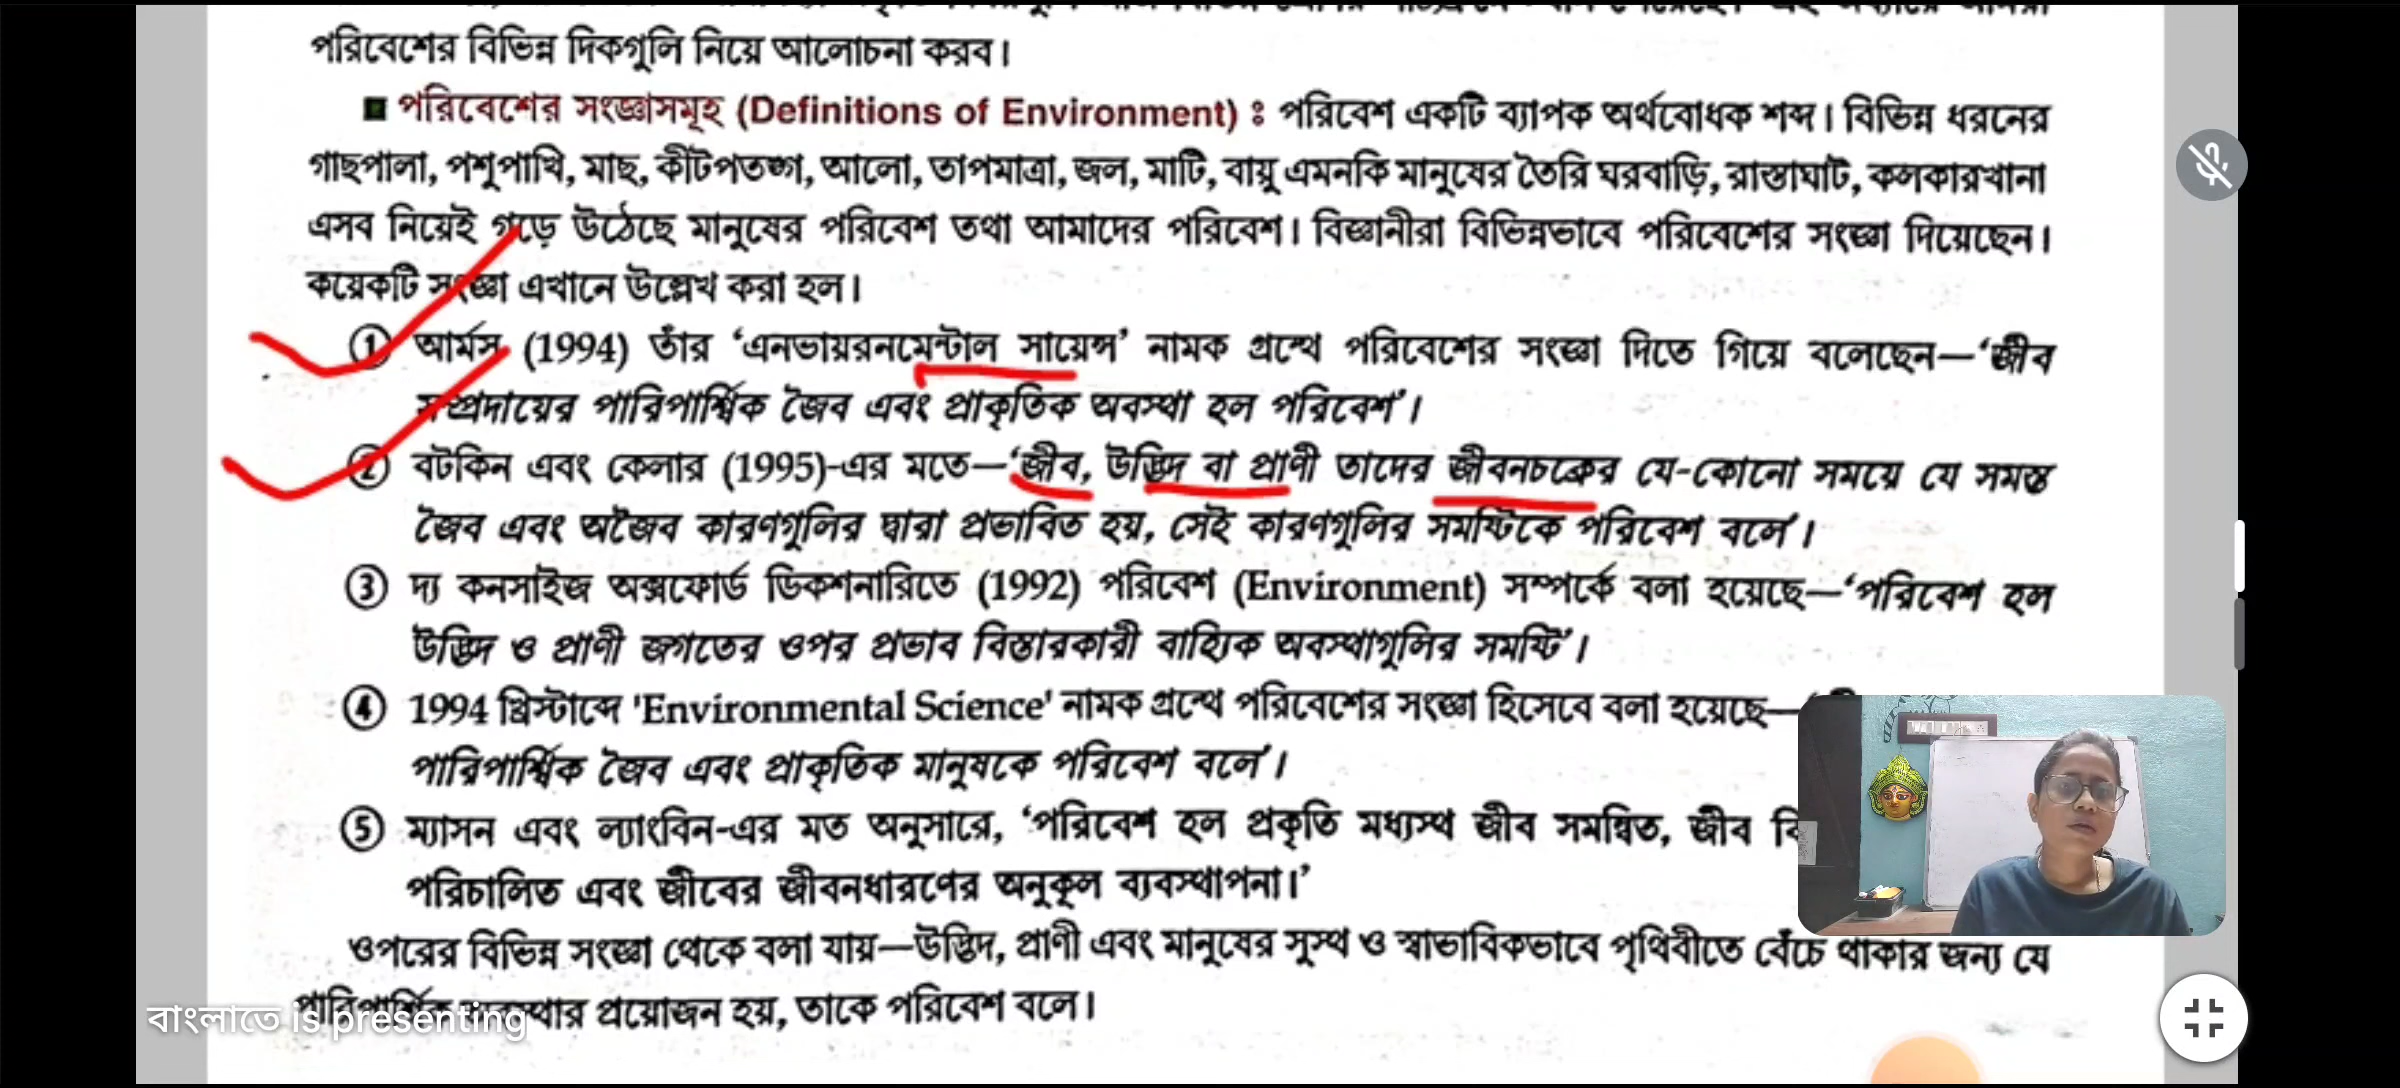 পরিবেশের বিভিন্ন দিকগুলি নিয়ে আলোচনা করব।
■ পরিবেশের সংজ্ঞাসমূহ (Definitions of Environment) ঃ পরিবেশ একটি ব্যাপক অর্থবোধক শব্দ। বিভিন্ন ধরনের
গাছপালা, পশুপাখি, মাছ, কীটপতঙ্গ, আলো, তাপমাত্রা, জল, মাটি, বায়ু এমনকি মানুষের তৈরি ঘরবাড়ি, রাস্তাঘাট, কলকারখানা
এসব নিয়েই গড়ে উঠেছে মানুষের পরিবেশ তথা আমাদের পরিবেশ। বিজ্ঞানীরা বিভিন্নভাবে পরিবেশের সংজ্ঞা দিয়েছেন।
কয়েকটি সংজ্ঞা এখানে উল্লেখ করা হল।
① আর্মস (1994) তাঁর ‘এনভায়রনমেন্টাল সায়েন্স’ নামক গ্রন্থে পরিবেশের সংজ্ঞা দিতে গিয়ে বলেছেন—‘জীব
সম্প্রদায়ের পারিপার্শ্বিক জৈব এবং প্রাকৃতিক অবস্থা হল পরিবেশ’।
② বটকিন এবং কেলার (1995)-এর মতে—‘জীব, উদ্ভিদ বা প্রাণী তাদের জীবনচক্রের যে-কোনো সময়ে যে সমস্ত
জৈব এবং অজৈব কারণগুলির দ্বারা প্রভাবিত হয়, সেই কারণগুলির সমষ্টিকে পরিবেশ বলে’।
③ দ্য কনসাইজ অক্সফোর্ড ডিকশনারিতে (1992) পরিবেশ (Environment) সম্পর্কে বলা হয়েছে—‘পরিবেশ হল
উদ্ভিদ ও প্রাণী জগতের ওপর প্রভাব বিস্তারকারী বাহ্যিক অবস্থাগুলির সমষ্টি’।
④ 1994 খ্রিস্টাব্দে 'Environmental Science' নামক গ্রন্থে পরিবেশের সংজ্ঞা হিসেবে বলা হয়েছে—‘
পারিপার্শ্বিক জৈব এবং প্রাকৃতিক মানুষকে পরিবেশ বলে’।
⑤ ম্যাসন এবং ল্যাংবিন-এর মত অনুসারে, ‘পরিবেশ হল প্রকৃতি মধ্যস্থ জীব সমন্বিত, জীব
পরিচালিত এবং জীবের জীবনধারণের অনুকূল ব্যবস্থাপনা।’
ওপরের বিভিন্ন সংজ্ঞা থেকে বলা যায়—উদ্ভিদ, প্রাণী এবং মানুষের সুস্থ ও স্বাভাবিকভাবে পৃথিবীতে বেঁচে থাকার জন্য যে
পারিপার্শ্বিক প্রয়োজন হয়, তাকে পরিবেশ বলে।
বাংলাতে is presenting